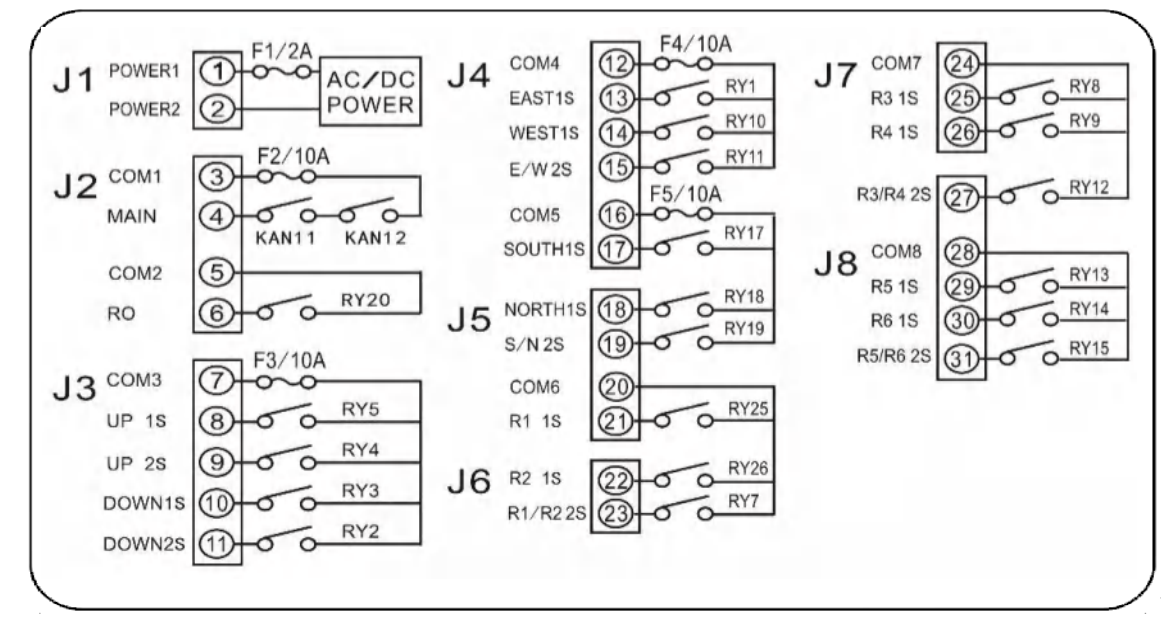 J1
POWER1 1 F1/2A
POWER2 2
AC/DC
POWER
J2
COM1 3 F2/10A
MAIN 4 KAN11 KAN12
COM2 5
RO 6 RY20
J3
COM3 7 F3/10A
UP 1S 8 RY5
UP 2S 9 RY4
DOWN1S 10 RY3
DOWN2S 11 RY2
J4
COM4 12 F4/10A
EAST1S 13 RY1
WEST1S 14 RY10
E/W2S 15 RY11
COM5 16 F5/10A
SOUTH1S 17 RY17
J5
NORTH1S 18 RY18
S/N 2S 19 RY19
COM6 20
R1 1S 21 RY25
J6
R2 1S 22 RY26
R1/R2 2S 23 RY7
J7
COM7 24
R3 1S 25 RY8
R4 1S 26 RY9
R3/R4 2S 27 RY12
J8
COM8 28
R5 1S 29 RY13
R6 1S 30 RY14
R5/R6 2S 31 RY15